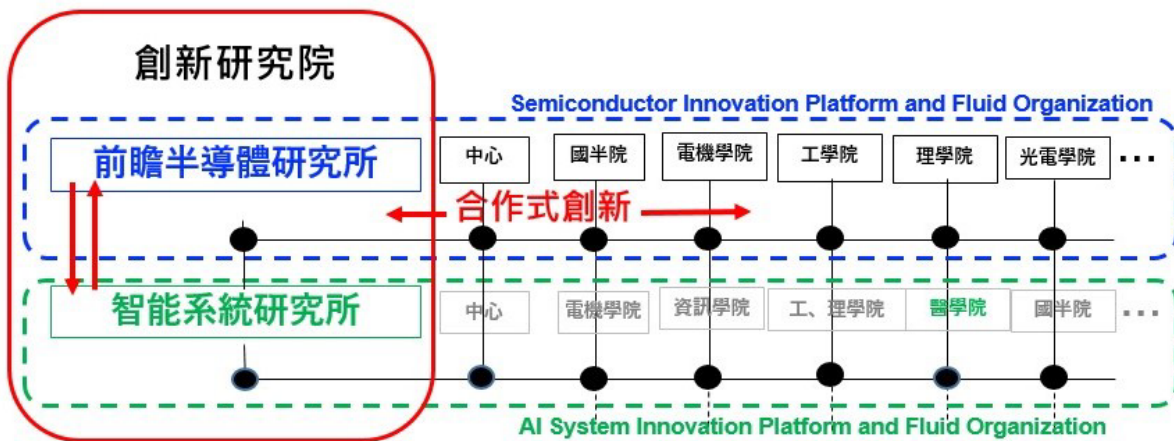 創新研究院
Semiconductor Innovation Platform and Fluid Organization
前瞻半導體研究所
中心
國半院
電機學院
工學院
理學院
光電學院
...
合作式創新
智能系統研究所
中心
電機學院
資訊學院
工、理學院
醫學院
國半院
...
AI System Innovation Platform and Fluid Organization